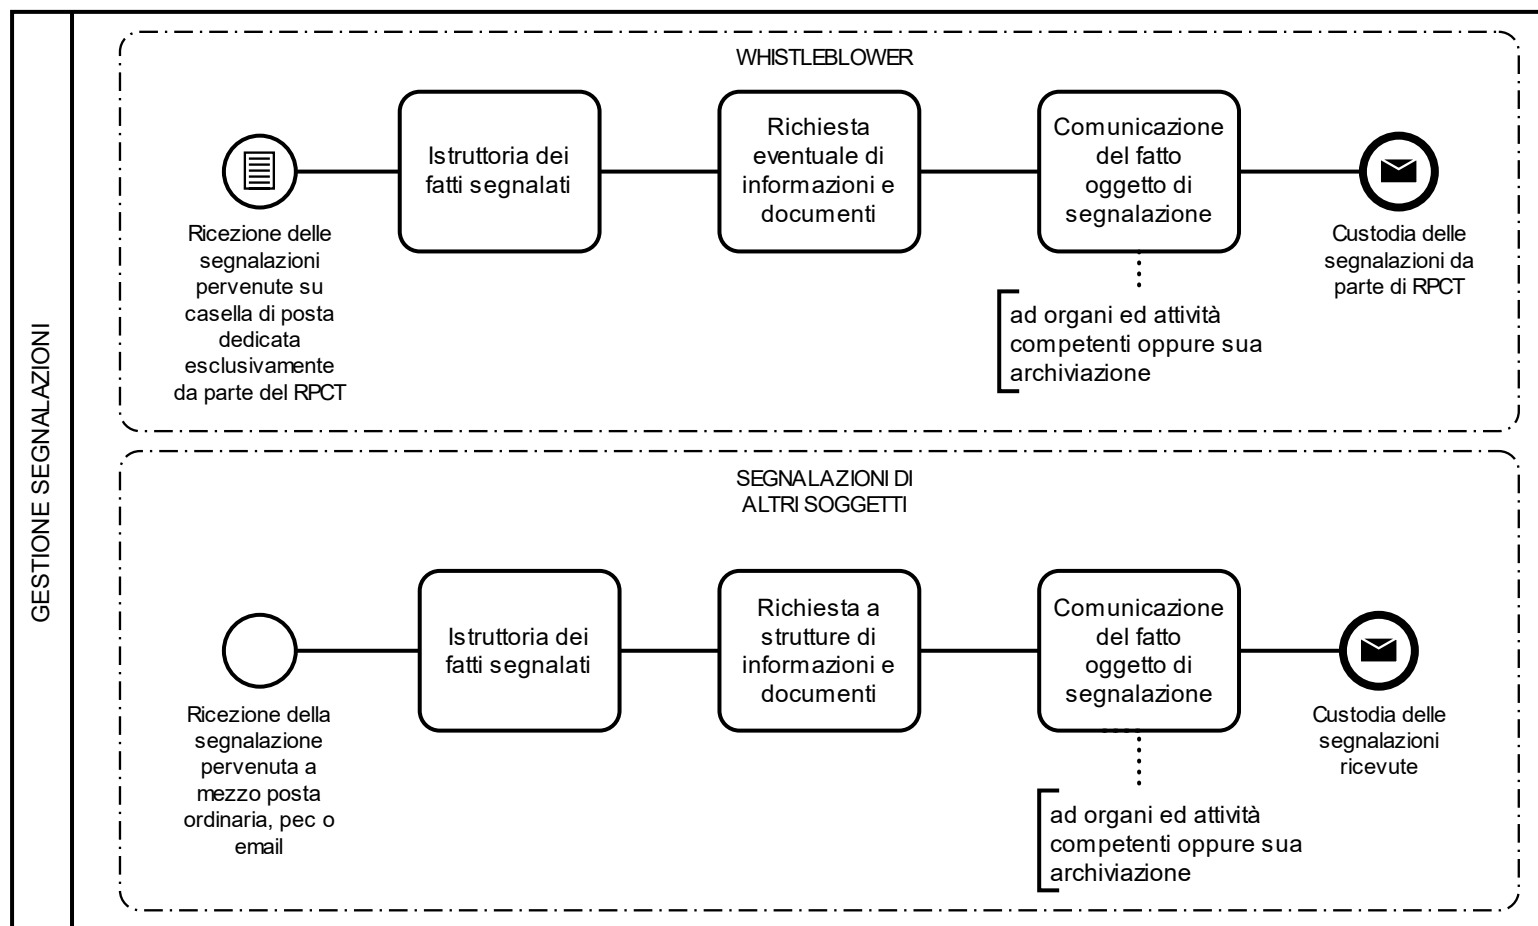 GESTIONE SEGNALAZIONI
WHISTLEBLOWER
Ricezione delle
segnalazioni
pervenute su
casella di posta
dedicata
esclusivamente
da parte del RPCT
Istruttoria dei
fatti segnalati
Richiesta
eventuale di
informazioni e
documenti
Comunicazione
del fatto
oggetto di
segnalazione
ad organi ed attività
competenti oppure sua
archiviazione
Custodia delle
segnalazioni da
parte di RPCT
SEGNALAZIONI DI
ALTRI SOGGETTI
Ricezione della
segnalazione
pervenuta a
mezzo posta
ordinaria, pec o
email
Istruttoria dei
fatti segnalati
Richiesta a
strutture di
informazioni e
documenti
Comunicazione
del fatto
oggetto di
segnalazione
ad organi ed attività
competenti oppure sua
archiviazione
Custodia delle
segnalazioni
ricevute